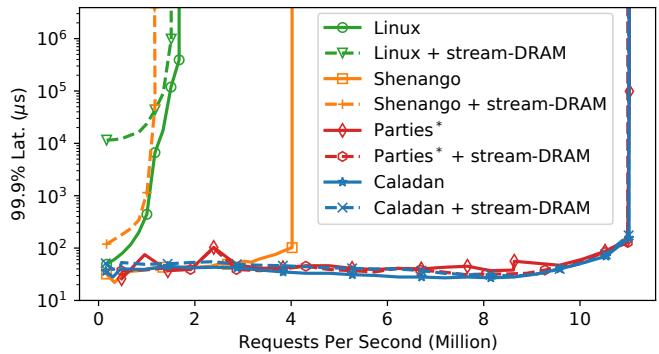 10^6
10^5
10^4
10^3
10^2
10^1
99.9% Lat. (μs)
Linux
Linux + stream-DRAM
Shenango
Shenango + stream-DRAM
Parties*
Parties* + stream-DRAM
Caladan
Caladan + stream-DRAM
0 2 4 6 8 10
Requests Per Second (Million)